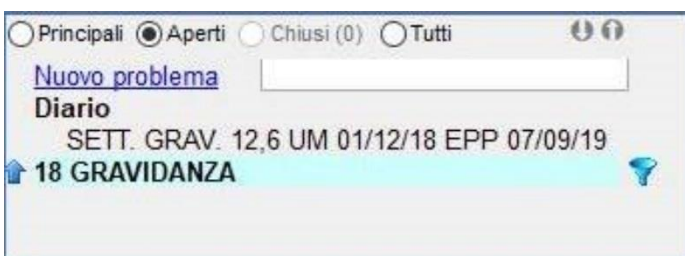 Principali Aperti Chiusi (0) Tutti
Nuovo problema
Diario
SETT. GRAV. 12,6 UM 01/12/18 EPP 07/09/19
18 GRAVIDANZA